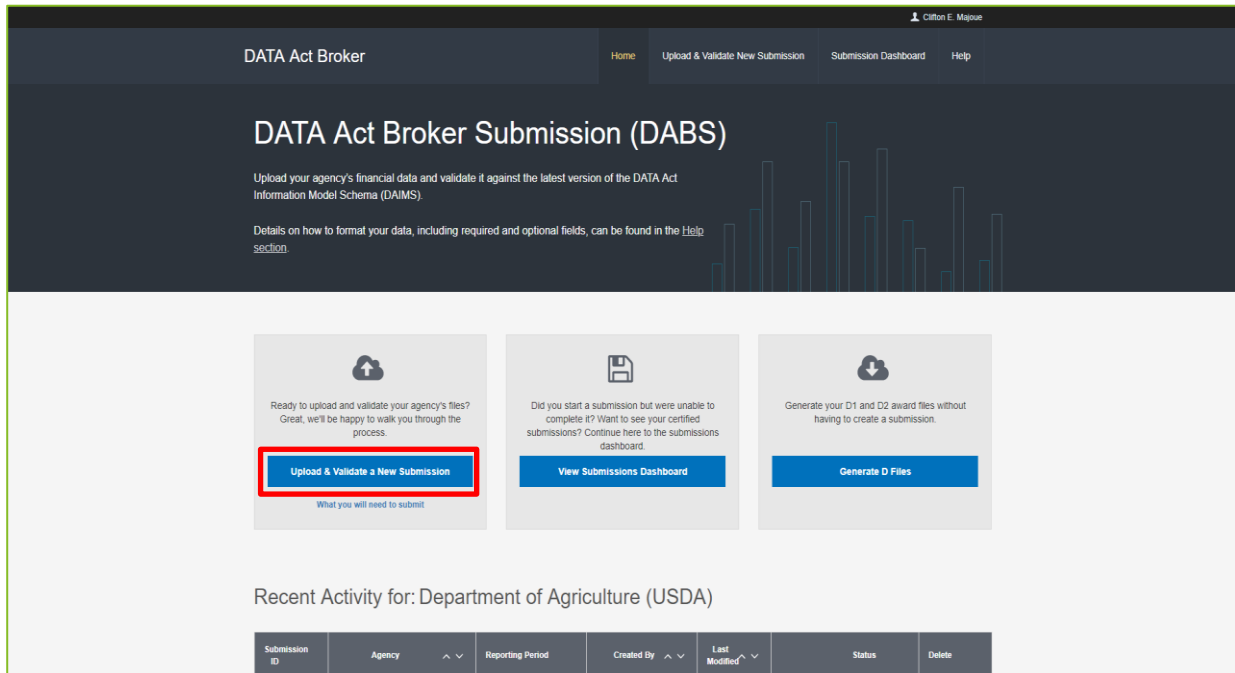 Clifton E. Majoue
DATA Act Broker
Home
Upload & Validate New Submission
Submission Dashboard
Help
DATA Act Broker Submission (DABS)
Upload your agency's financial data and validate it against the latest version of the DATA Act
Information Model Schema (DAIMS).
Details on how to format your data, including required and optional fields, can be found in the Help
section.
Ready to upload and validate your agency's files?
Great, we'll be happy to walk you through the
process.
Upload & Validate a New Submission
What you will need to submit
Did you start a submission but were unable to
complete it? Want to see your certified
submissions? Continue here to the submissions
dashboard.
View Submissions Dashboard
Generate your D1 and D2 award files without
having to create a submission.
Generate D Files
Recent Activity for: Department of Agriculture (USDA)
Submission
ID
Agency
Reporting Period
Created By
Last
Modified
Status
Delete